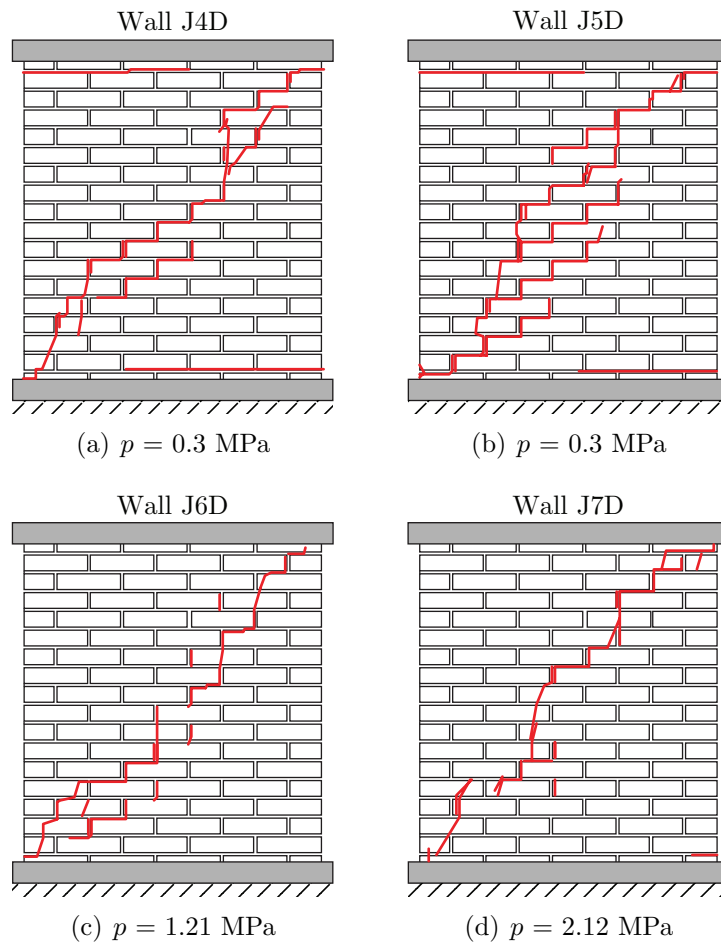 Wall J4D
Wall J5D
(a) p = 0.3 MPa
(b) p = 0.3 MPa
Wall J6D
Wall J7D
(c) p = 1.21 MPa
(d) p = 2.12 MPa